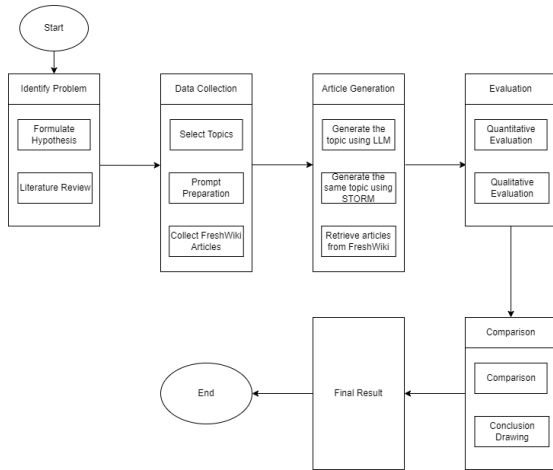 Start
Identify Problem
Formulate
Hypothesis
Literature Review
Data Collection
Select Topics
Prompt
Preparation
Collect FreshWiki
Articles
Article Generation
Generate the
topic using LLM
Generate the
same topic using
STORM
Retrieve articles
from FreshWiki
Evaluation
Quantitative
Evaluation
Qualitative
Evaluation
Comparison
Comparison
Conclusion
Drawing
Final Result
End